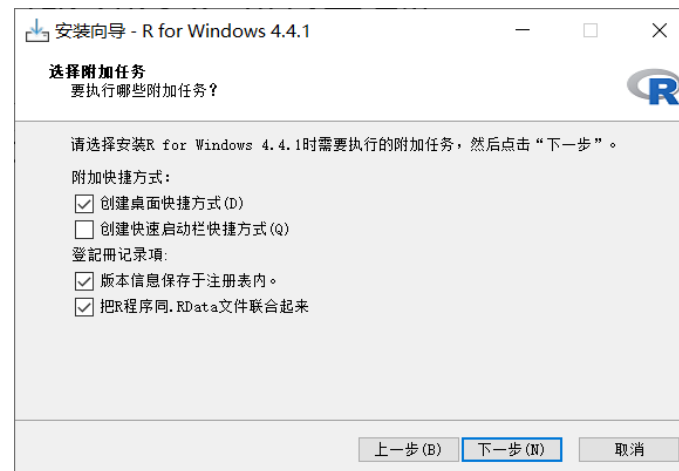 安装向导 - R for Windows 4.4.1
选择附加任务
要执行哪些附加任务?
R
请选择安装R for Windows 4.4.1时需要执行的附加任务，然后点击“下一步”。
附加快捷方式:
创建桌面快捷方式(D)
创建快速启动栏快捷方式(Q)
登記冊记录項:
版本信息保存于注册表内。
把R程序同.RData文件联合起来
上一步(B) 下一步(N) 取消